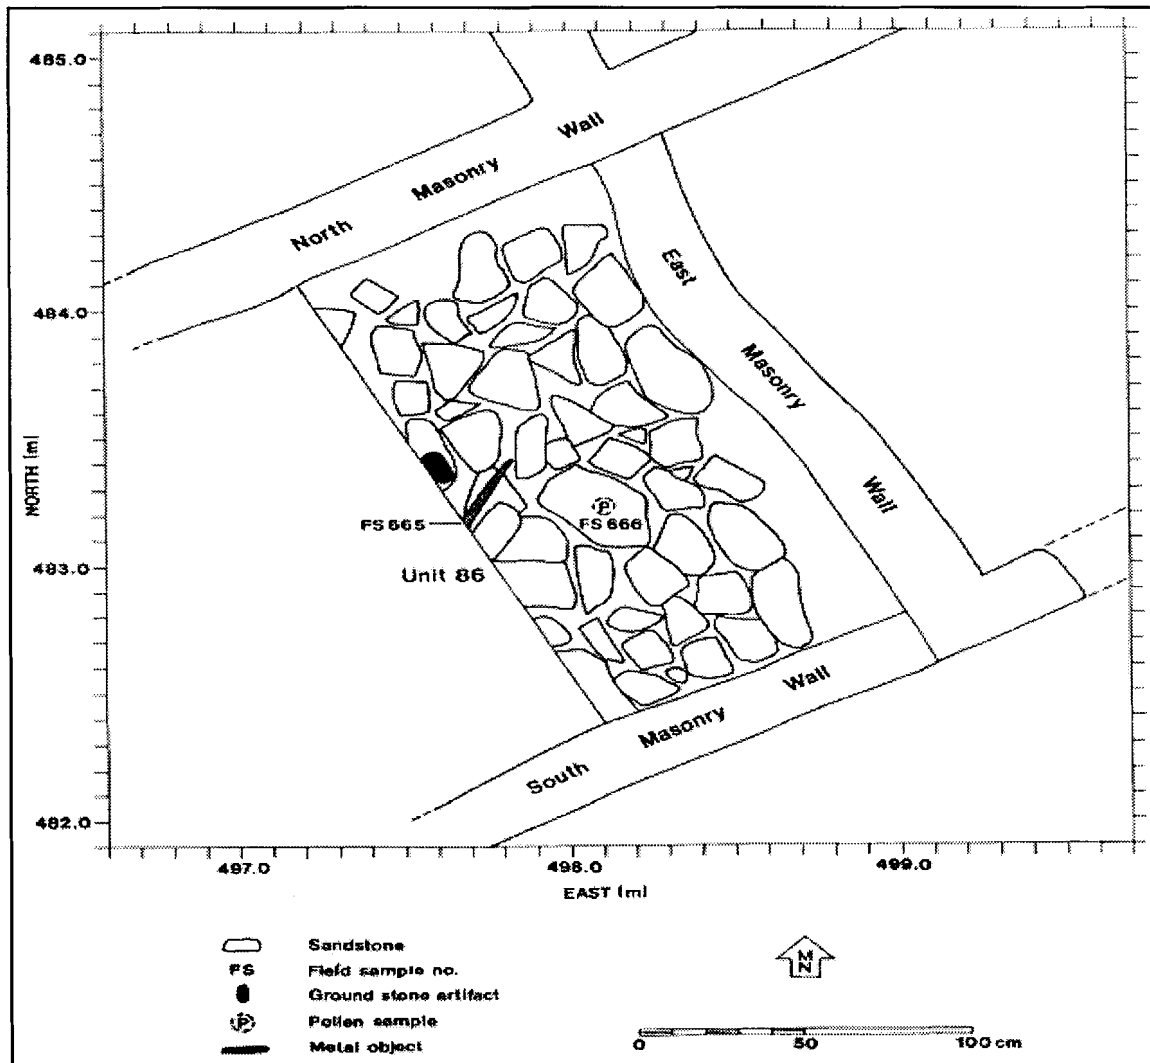 485.0
North Masonry Wall
484.0
East Masonry Wall
NORTH (m)
FS 665
P
FS 666
483.0
Unit 86
South Masonry Wall
482.0
497.0
498.0
499.0
EAST (m)
Sandstone
FS Field sample no.
Ground stone artifact
P Pollen sample
Metal object
MN
0 50 100 cm